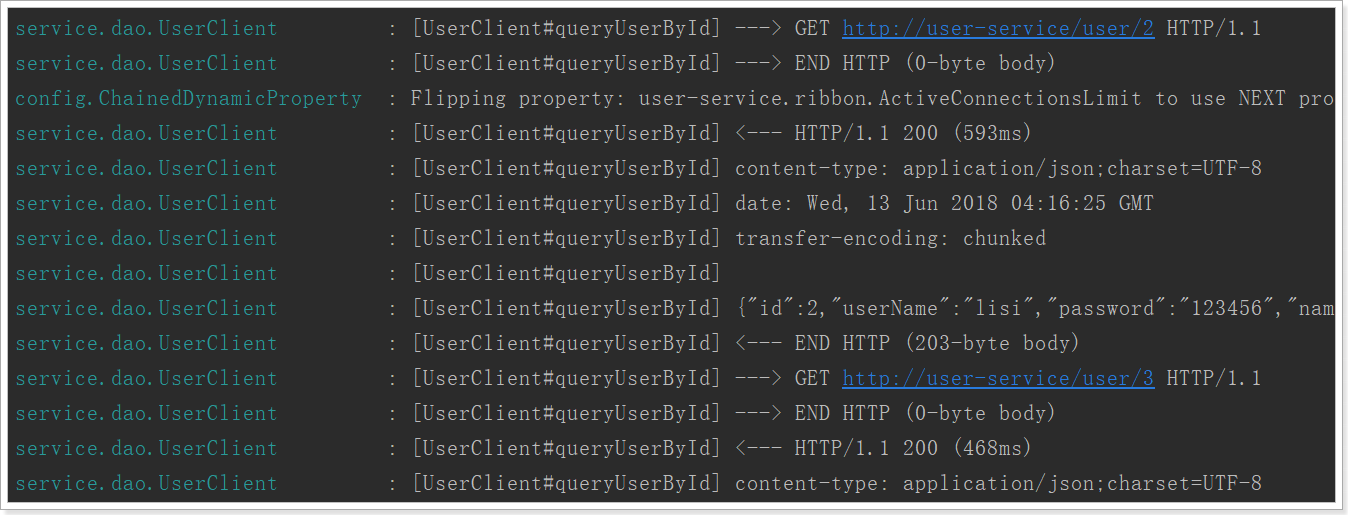 service.dao.UserClient : [UserClient#queryUserById] ---> GET http://user-service/user/2 HTTP/1.1
service.dao.UserClient : [UserClient#queryUserById] ---> END HTTP (0-byte body)
config.ChainedDynamicProperty : Flipping property: user-service.ribbon.ActiveConnectionsLimit to use NEXT pro
service.dao.UserClient : [UserClient#queryUserById] <--- HTTP/1.1 200 (593ms)
service.dao.UserClient : [UserClient#queryUserById] content-type: application/json;charset=UTF-8
service.dao.UserClient : [UserClient#queryUserById] date: Wed, 13 Jun 2018 04:16:25 GMT
service.dao.UserClient : [UserClient#queryUserById] transfer-encoding: chunked
service.dao.UserClient : [UserClient#queryUserById]
service.dao.UserClient : [UserClient#queryUserById] {"id":2,"userName":"lisi","password":"123456","nam
service.dao.UserClient : [UserClient#queryUserById] <--- END HTTP (203-byte body)
service.dao.UserClient : [UserClient#queryUserById] ---> GET http://user-service/user/3 HTTP/1.1
service.dao.UserClient : [UserClient#queryUserById] ---> END HTTP (0-byte body)
service.dao.UserClient : [UserClient#queryUserById] <--- HTTP/1.1 200 (468ms)
service.dao.UserClient : [UserClient#queryUserById] content-type: application/json;charset=UTF-8